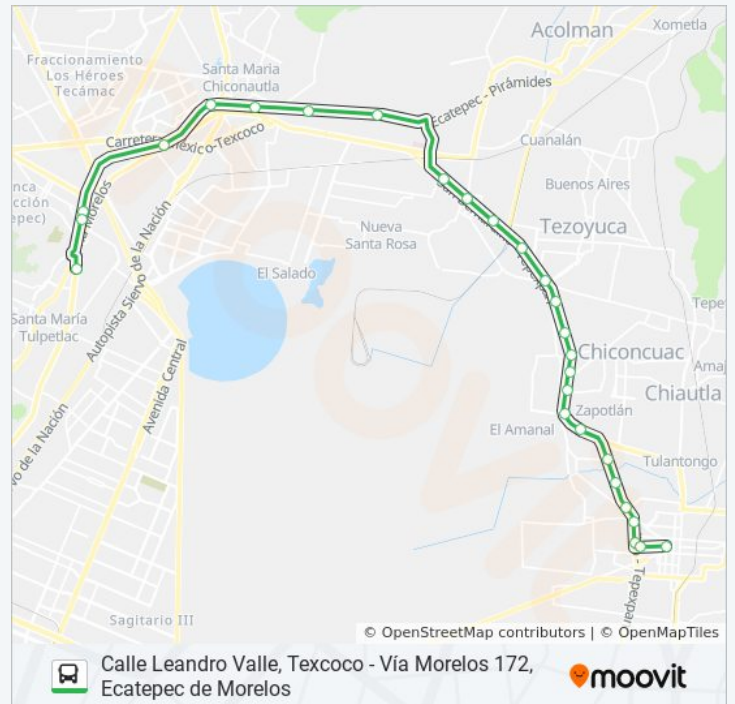 Acolman
Xometla
Fraccionamiento
Los Héroes
Tecámac
Santa Maria
Chiconautla
Ecatepec - Pirámides
Carretera México-Texcoco
Cuanalán
Buenos Aires
Nueva
Santa Rosa
Tezoyuca
El Salado
Autopista Siervo de la Nación
Santa María
Tulpetlac
Avenida Central
Chiconcuac
Chiautla
Zapotlán
El Amanal
Tulantongo
Sagitario III
© OpenStreetMap contributors | © OpenMapTiles
Calle Leandro Valle, Texcoco - Vía Morelos 172,
Ecatepec de Morelos
moovit